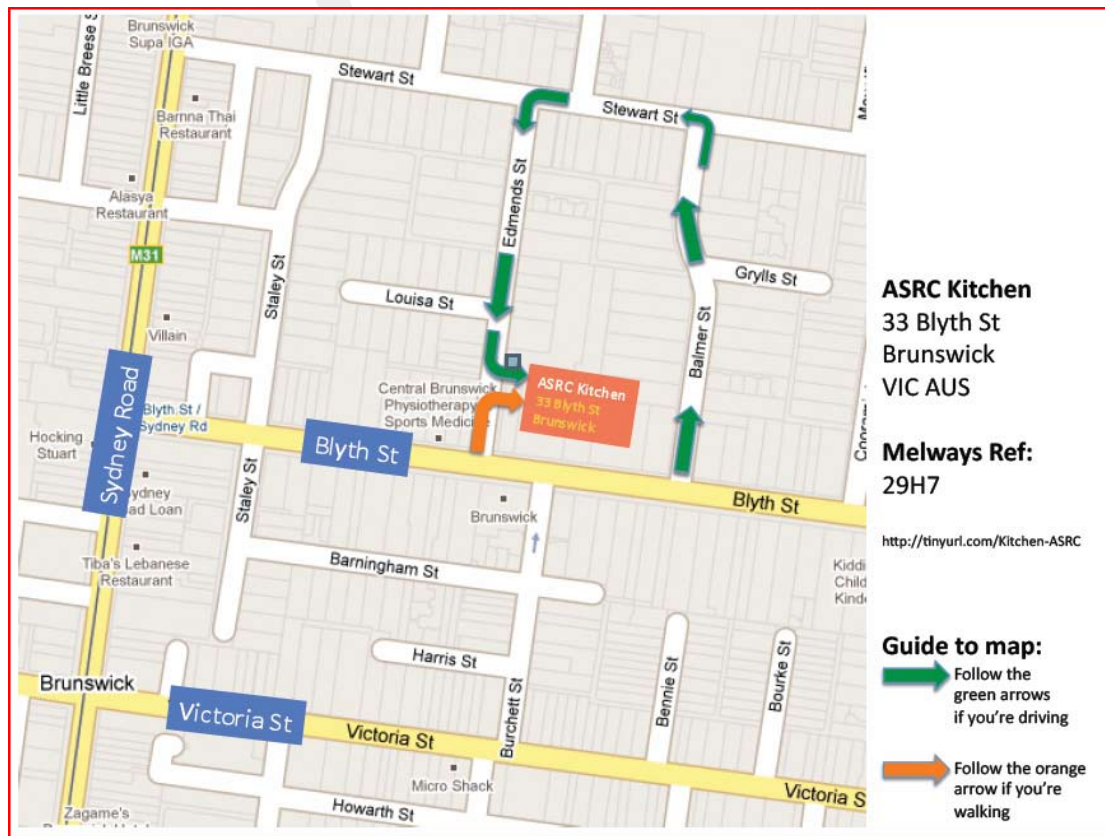 Brunswick
Supa IGA
Little Breese S
Stewart St
Stewart St
Barnna Thai
Restaurant
Edmends St
Alasya
Restaurant
M31
Staley St
Grylls St
Louisa St
Balmer St
Villain
ASRC Kitchen
33 Blyth St
Brunswick
Central Brunswick
Physiotherapy
Sports Medicine
Sydney Road
Blyth St /
Sydney Rd
Blyth St
Hocking
Stuart
Staley St
Blyth St
Brunswick
Tiba's Lebanese
Restaurant
Barningham St
Harris St
Burchett St
Bennie St
Bourke St
Brunswick
Victoria St
Victoria St
Victoria S
Micro Shack
Howarth St
Zagame's
ASRC Kitchen
33 Blyth St
Brunswick
VIC AUS
Melways Ref:
29H7
http://tinyurl.com/Kitchen-ASRC
Guide to map:
Follow the
green arrows
if you're driving
Follow the orange
arrow if you're
walking